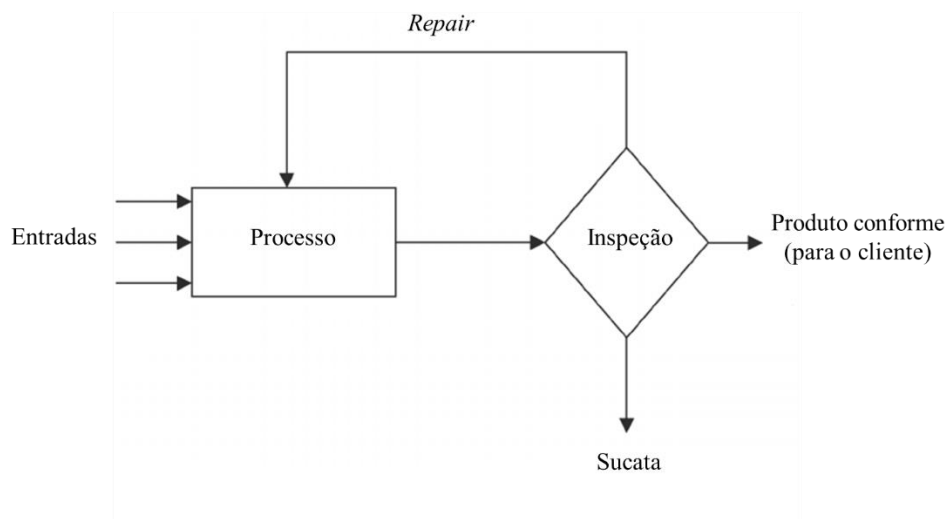 Repair
Entradas
Processo
Inspeção
Produto conforme
(para o cliente)
Sucata